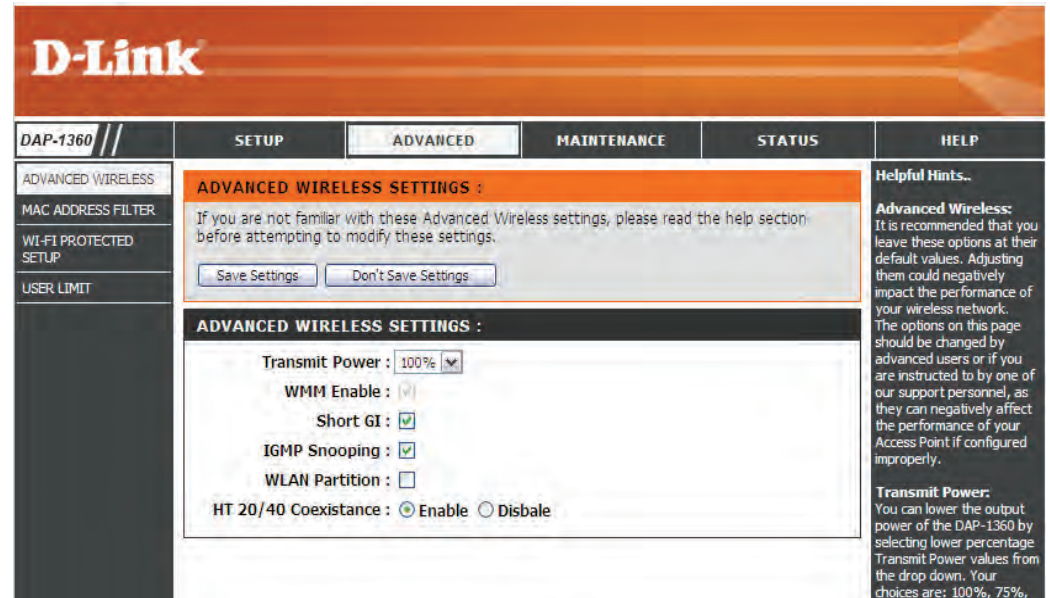 D-Link
DAP-1360
SETUP
ADVANCED
MAINTENANCE
STATUS
HELP
ADVANCED WIRELESS
MAC ADDRESS FILTER
WI-FI PROTECTED
SETUP
USER LIMIT
ADVANCED WIRELESS SETTINGS :
If you are not familiar with these Advanced Wireless settings, please read the help section
before attempting to modify these settings.
Save Settings
Don't Save Settings
ADVANCED WIRELESS SETTINGS :
Transmit Power : 100%
WMM Enable :
Short GI :
IGMP Snooping :
WLAN Partition :
HT 20/40 Coexistance : Enable Disbale
Helpful Hints..
Advanced Wireless:
It is recommended that you
leave these options at their
default values. Adjusting
them could negatively
impact the performance of
your wireless network.
The options on this page
should be changed by
advanced users or if you
are instructed to by one of
our support personnel, as
they can negatively affect
the performance of your
Access Point if configured
improperly.
Transmit Power:
You can lower the output
power of the DAP-1360 by
selecting lower percentage
Transmit Power values from
the drop down. Your
choices are: 100%, 75%,